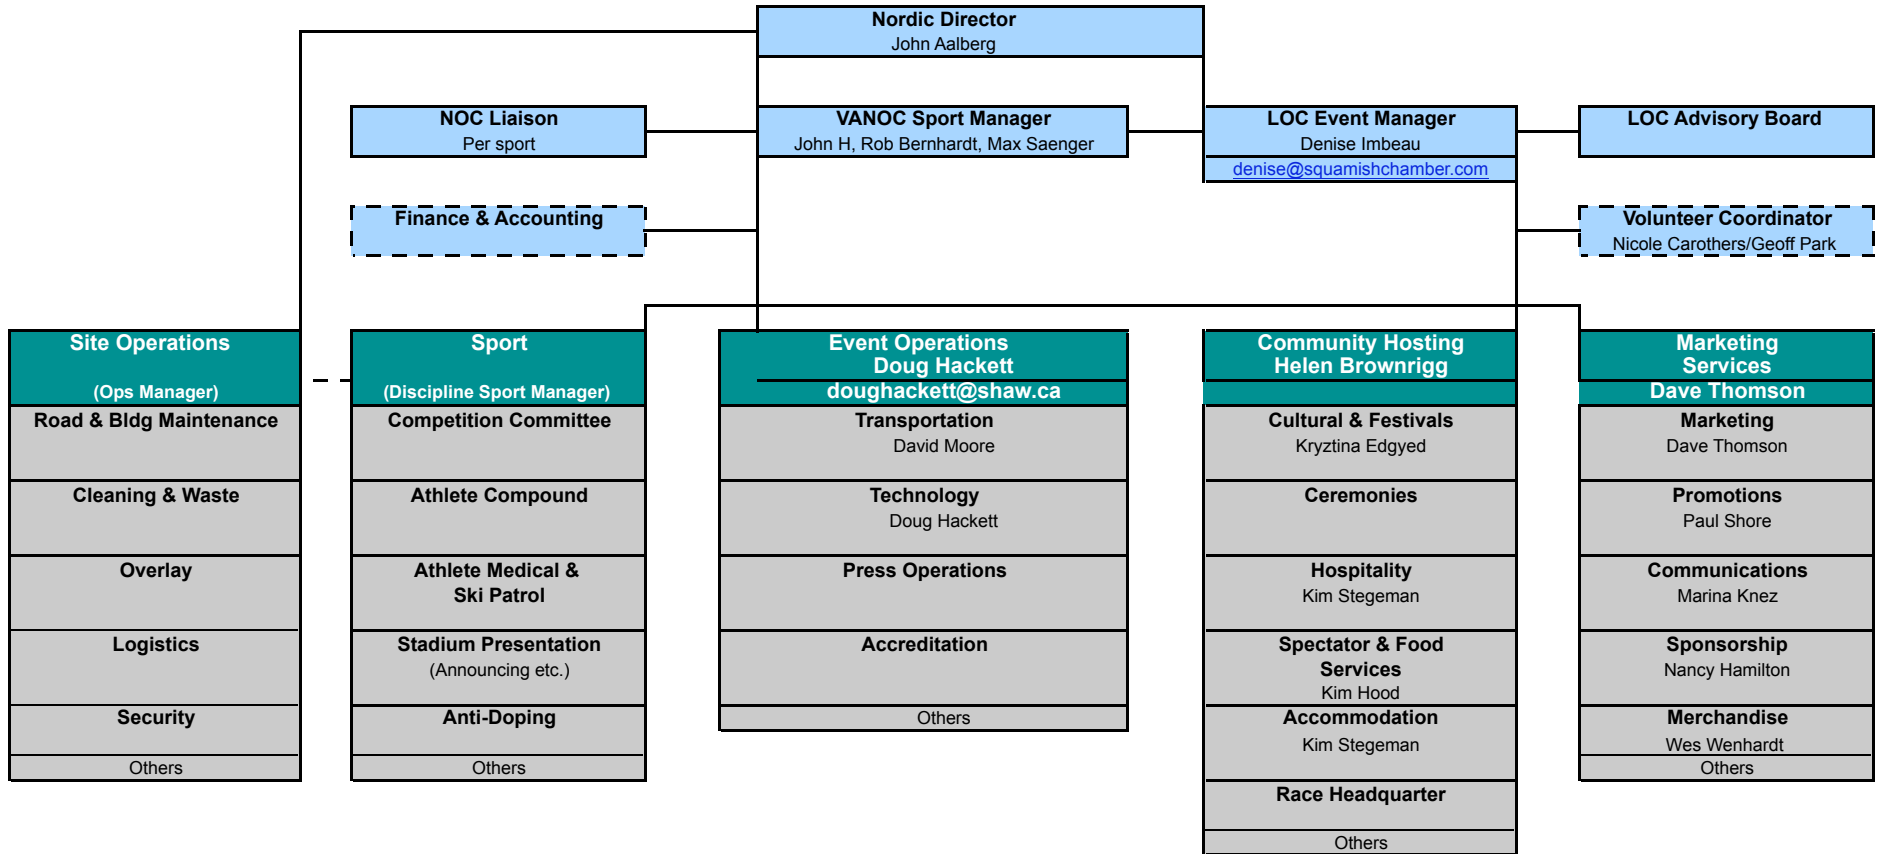 Nordic Director
John Aalberg
NOC Liaison
Per sport
VANOC Sport Manager
John H, Rob Bernhardt, Max Saenger
LOC Event Manager
Denise Imbeau
denise@squamishchamber.com
LOC Advisory Board
Finance & Accounting
Volunteer Coordinator
Nicole Carothers/Geoff Park
Site Operations
(Ops Manager)
Road & Bldg Maintenance
Cleaning & Waste
Overlay
Logistics
Security
Others
Sport
(Discipline Sport Manager)
Competition Committee
Athlete Compound
Athlete Medical &
Ski Patrol
Stadium Presentation
(Announcing etc.)
Anti-Doping
Others
Event Operations
Doug Hackett
doughackett@shaw.ca
Transportation
David Moore
Technology
Doug Hackett
Press Operations
Accreditation
Others
Community Hosting
Helen Brownrigg
Cultural & Festivals
Kryztina Edgyed
Ceremonies
Hospitality
Kim Stegeman
Spectator & Food
Services
Kim Hood
Accommodation
Kim Stegeman
Race Headquarter
Others
Marketing
Services
Dave Thomson
Marketing
Dave Thomson
Promotions
Paul Shore
Communications
Marina Knez
Sponsorship
Nancy Hamilton
Merchandise
Wes Wenhardt
Others